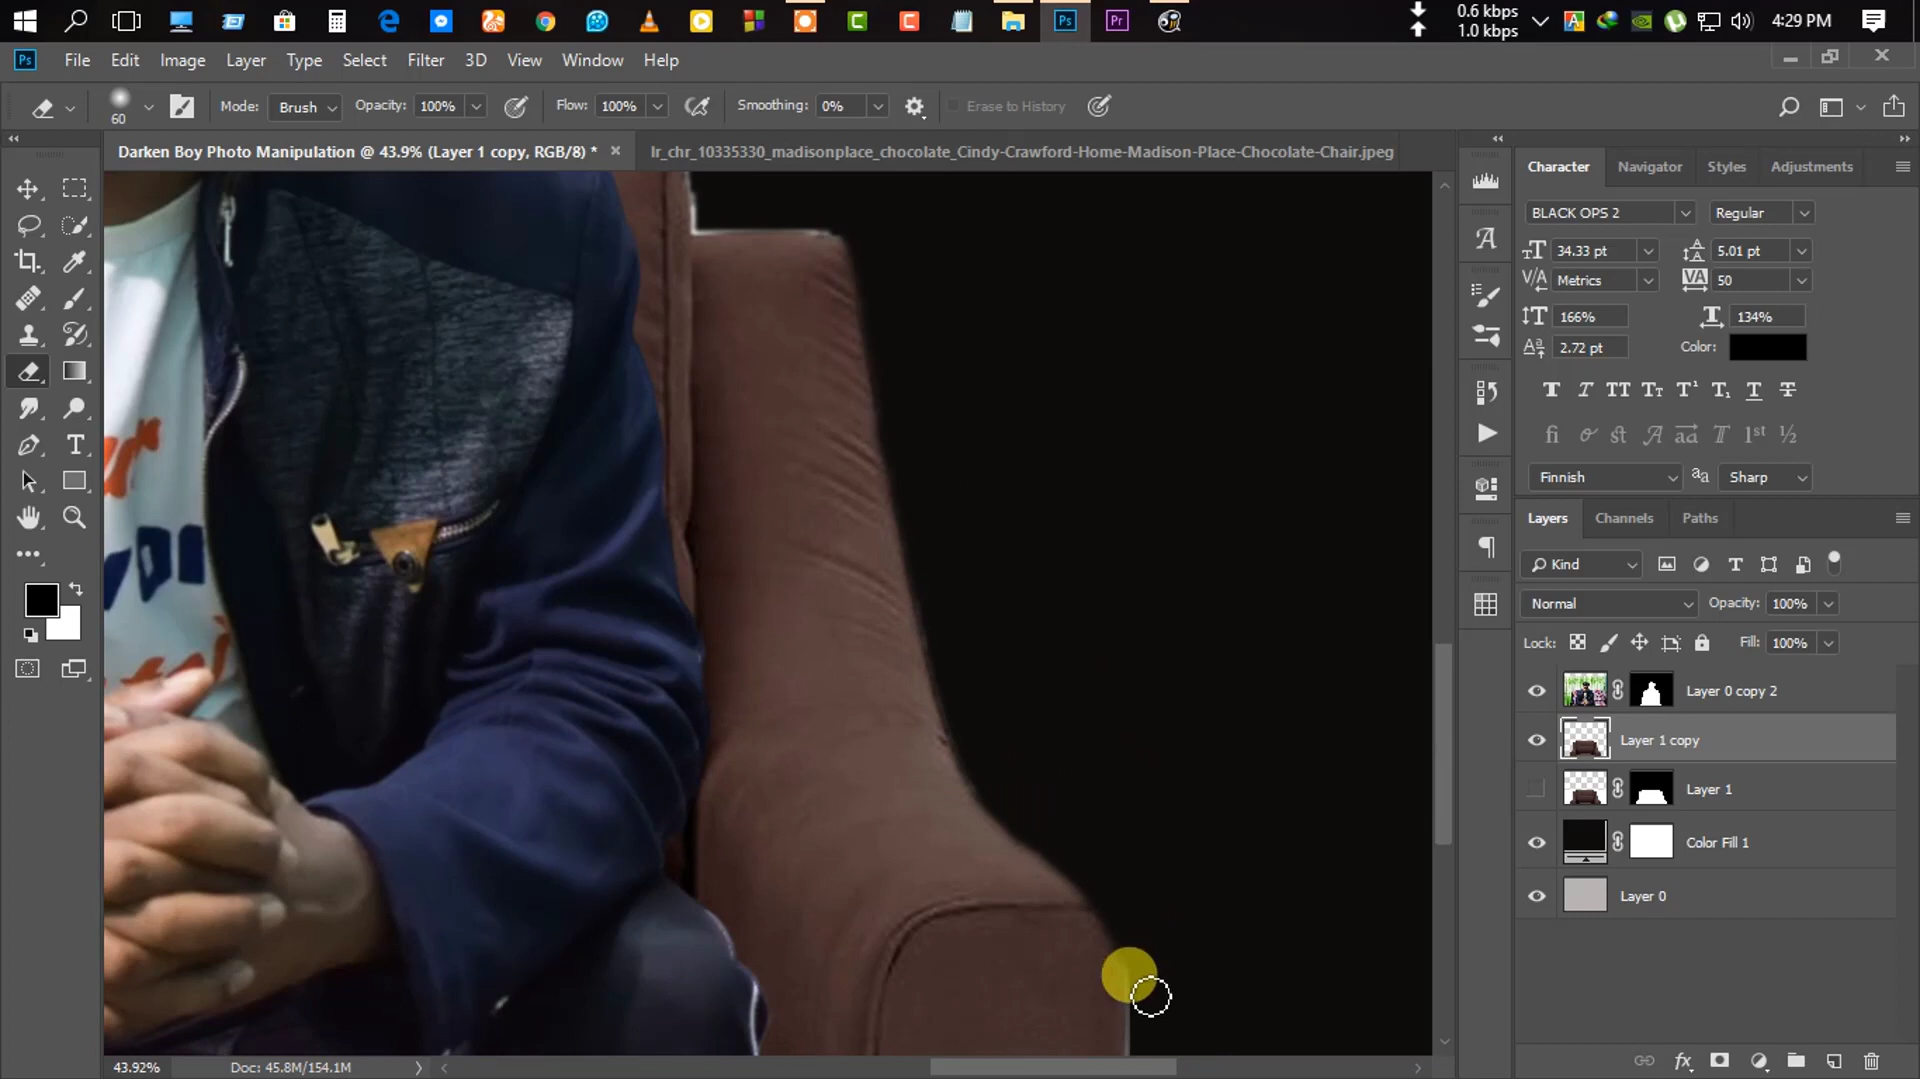 0.6 kbps
1.0 kbps
4:29 PM
Ps
Pr
Ps
File Edit Image Layer Type Select Filter 3D View Window Help
60
Mode: Brush
Opacity: 100%
Flow: 100%
Smoothing: 0%
Erase to History
Darken Boy Photo Manipulation @ 43.9% (Layer 1 copy, RGB/8) *
lr_chr_10335330_madisonplace_chocolate_Cindy-Crawford-Home-Madison-Place-Chocolate-Chair.jpeg
Character Navigator Styles Adjustments
BLACK OPS 2 Regular
34.33 pt 5.01 pt
Metrics 50
166% 134%
2.72 pt Color:
Finnish Sharp
Layers Channels Paths
Kind
Normal Opacity: 100%
Lock: Fill: 100%
Layer 0 copy 2
Layer 1 copy
Layer 1
Color Fill 1
Layer 0
43.92% Doc: 45.8M/154.1M